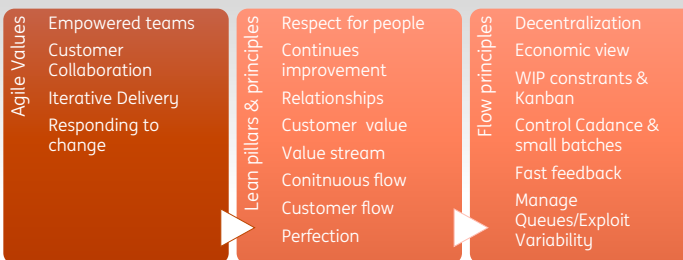 Agile Values
Empowered teams
Customer
Collaboration
Iterative Delivery
Responding to
change
Lean pillars & principles
Respect for people
Continues
improvement
Relationships
Customer value
Value stream
Conitnuous flow
Customer flow
Perfection
Flow principles
Decentralization
Economic view
WIP constrants &
Kanban
Control Cadance &
small batches
Fast feedback
Manage
Queues/Exploit
Variability